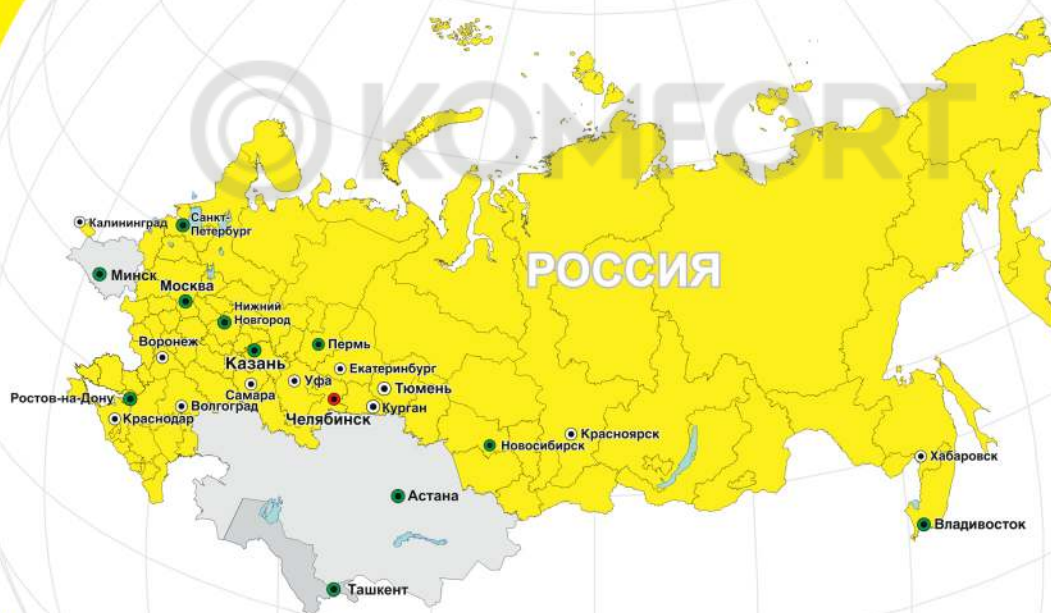 © KOMFORT
Калининград
Санкт-
Петербург
Минск
РОССИЯ
Москва
Нижний
Новгород
Воронеж
Пермь
Казань
Екатеринбург
Уфа
Тюмень
Ростов-на-Дону
Самара
Волгоград
Курган
Краснодар
Челябинск
Красноярск
Новосибирск
Хабаровск
Астана
Владивосток
Ташкент